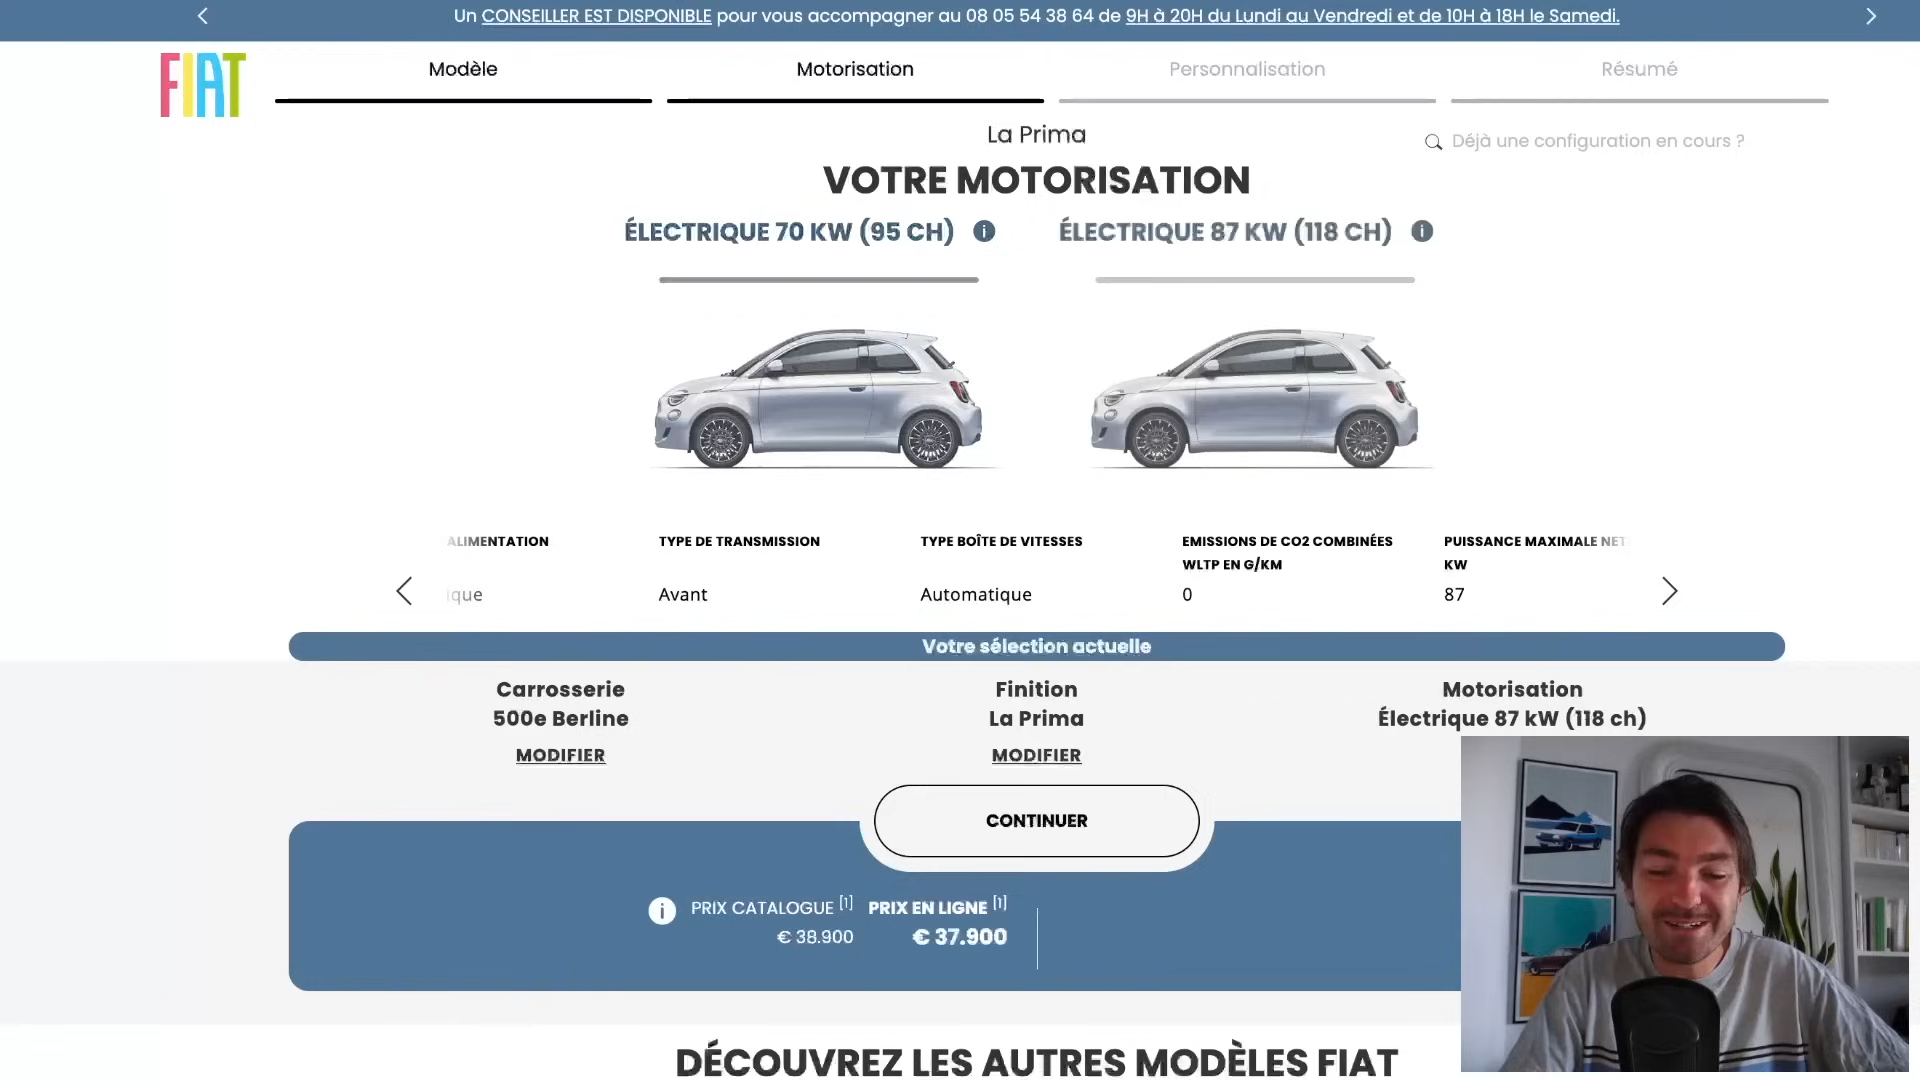 Un CONSEILLER EST DISPONIBLE pour vous accompagner au 08 05 54 38 64 de 9H à 20H du Lundi au Vendredi et de 10H à 18H le Samedi.
FIAT
Modèle
Motorisation
Personnalisation
Résumé
La Prima
Déjà une configuration en cours ?
VOTRE MOTORISATION
ÉLECTRIQUE 70 KW (95 CH)
ÉLECTRIQUE 87 KW (118 CH)
ALIMENTATION
ique
TYPE DE TRANSMISSION
Avant
TYPE BOÎTE DE VITESSES
Automatique
EMISSIONS DE CO2 COMBINÉES
WLTP EN G/KM
0
PUISSANCE MAXIMALE NET
KW
87
Votre sélection actuelle
Carrosserie
500e Berline
MODIFIER
Finition
La Prima
MODIFIER
Motorisation
Électrique 87 kW (118 ch)
CONTINUER
PRIX CATALOGUE [1]
€ 38.900
PRIX EN LIGNE [1]
€ 37.900
DÉCOUVREZ LES AUTRES MODÈLES FIAT